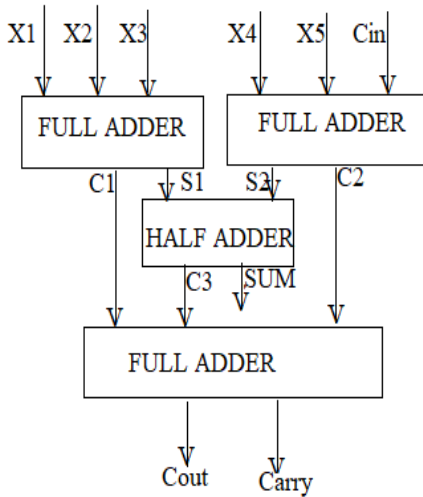 X1 X2 X3 X4 X5 Cin
FULL ADDER FULL ADDER
C1 S1 S2 C2
HALF ADDER
C3 SUM
FULL ADDER
Cout Carry